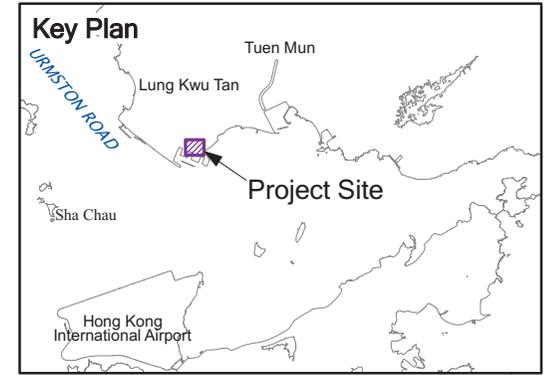 Key Plan
Tuen Mun
URMSTON ROAD
Lung Kwu Tan
Project Site
Sha Chau
Hong Kong
International Airport